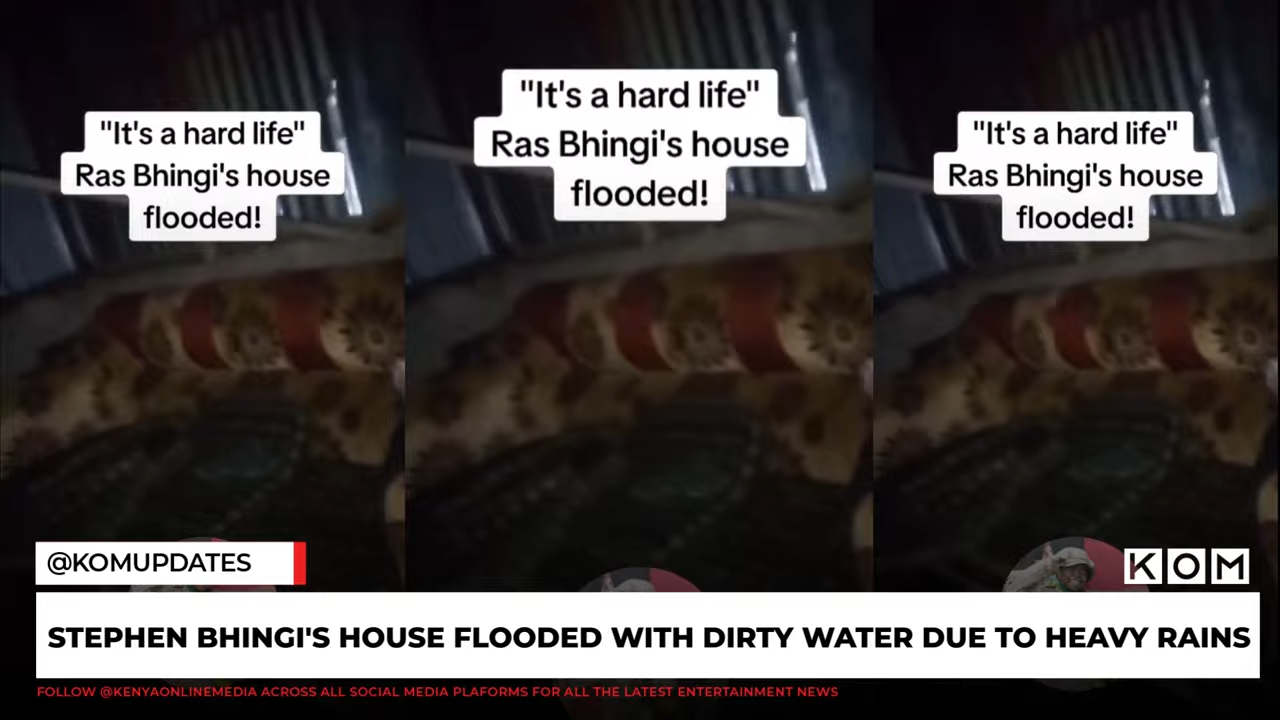 "It's a hard life"
Ras Bhingi's house
flooded!
"It's a hard life"
Ras Bhingi's house
flooded!
"It's a hard life"
Ras Bhingi's house
flooded!
@KOMUPDATES
KOM
STEPHEN BHINGI'S HOUSE FLOODED WITH DIRTY WATER DUE TO HEAVY RAINS
FOLLOW @KENYAONLINEMEDIA ACROSS ALL SOCIAL MEDIA PLAFORMS FOR ALL THE LATEST ENTERTAINMENT NEWS